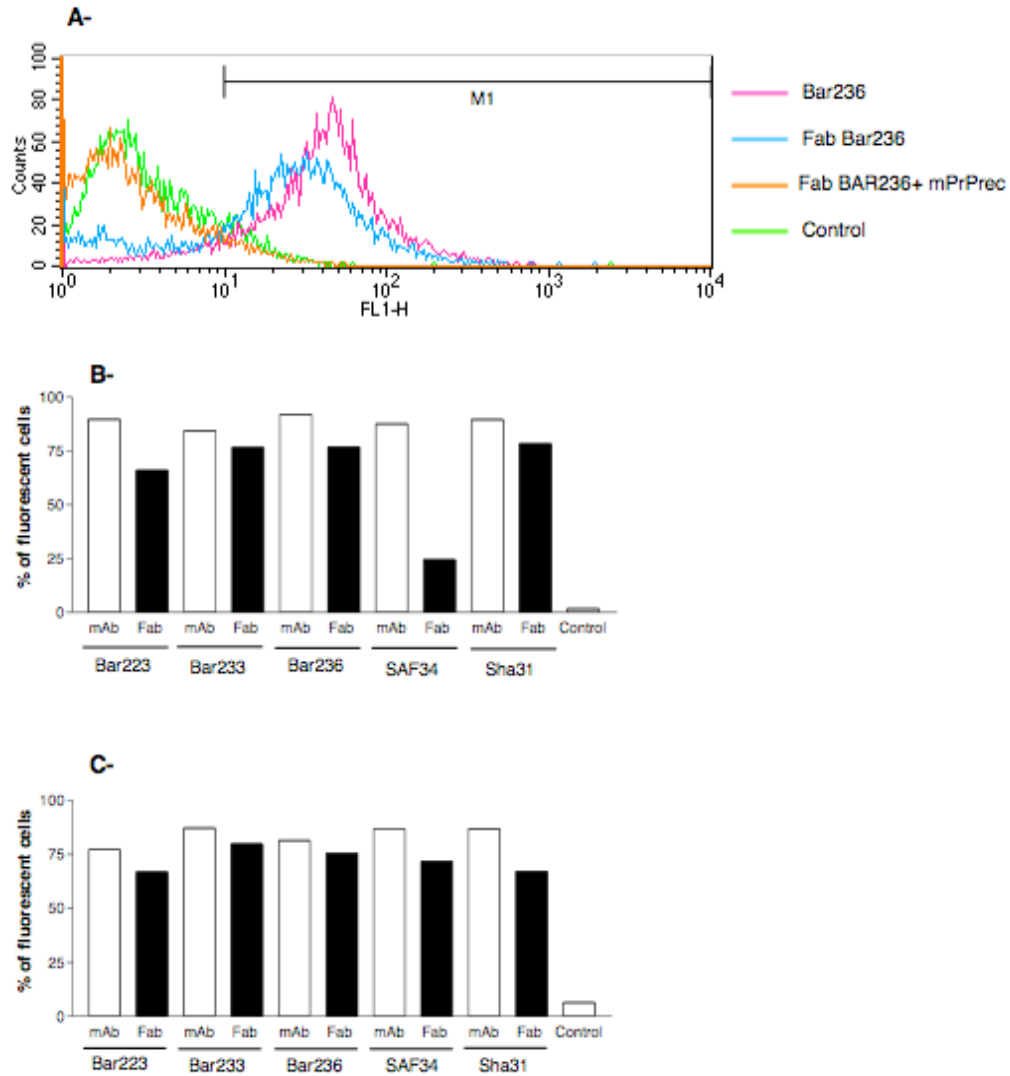 A-
100
80
60
40
20
0
Counts
M1
10^0 10^1 10^2 10^3 10^4
FL1-H
Bar236
Fab Bar236
Fab BAR236+ mPrPrec
Control
B-
% of fluorescent cells
100
75
50
25
0
mAb Fab mAb Fab mAb Fab mAb Fab mAb Fab Control
Bar223 Bar233 Bar236 SAF34 Sha31
C-
% of fluorescent cells
100
75
50
25
0
mAb Fab mAb Fab mAb Fab mAb Fab mAb Fab Control
Bar223 Bar233 Bar236 SAF34 Sha31